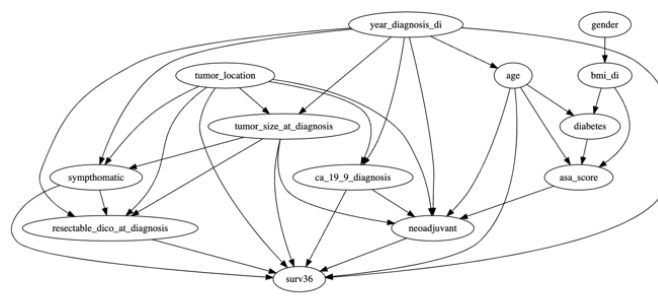 year_diagnosis_di
gender
tumor_location
age
bmi_di
tumor_size_at_diagnosis
diabetes
sympthomatic
ca_19_9_diagnosis
asa_score
resectable_dico_at_diagnosis
neoadjuvant
surv36